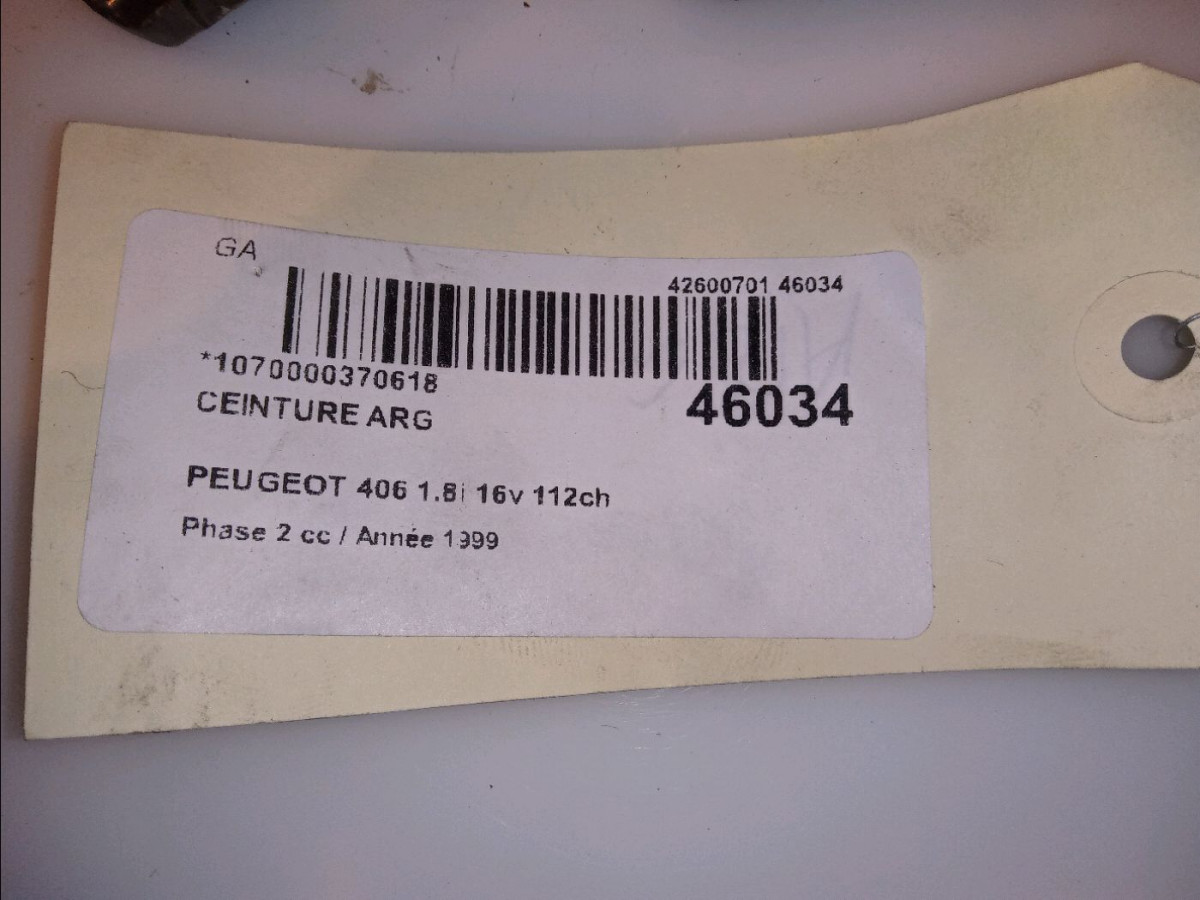 GA
42600701 46034
*1070000370618
46034
CEINTURE ARG
PEUGEOT 406 1.8i 16v 112ch
Phase 2 cc / Année 1999